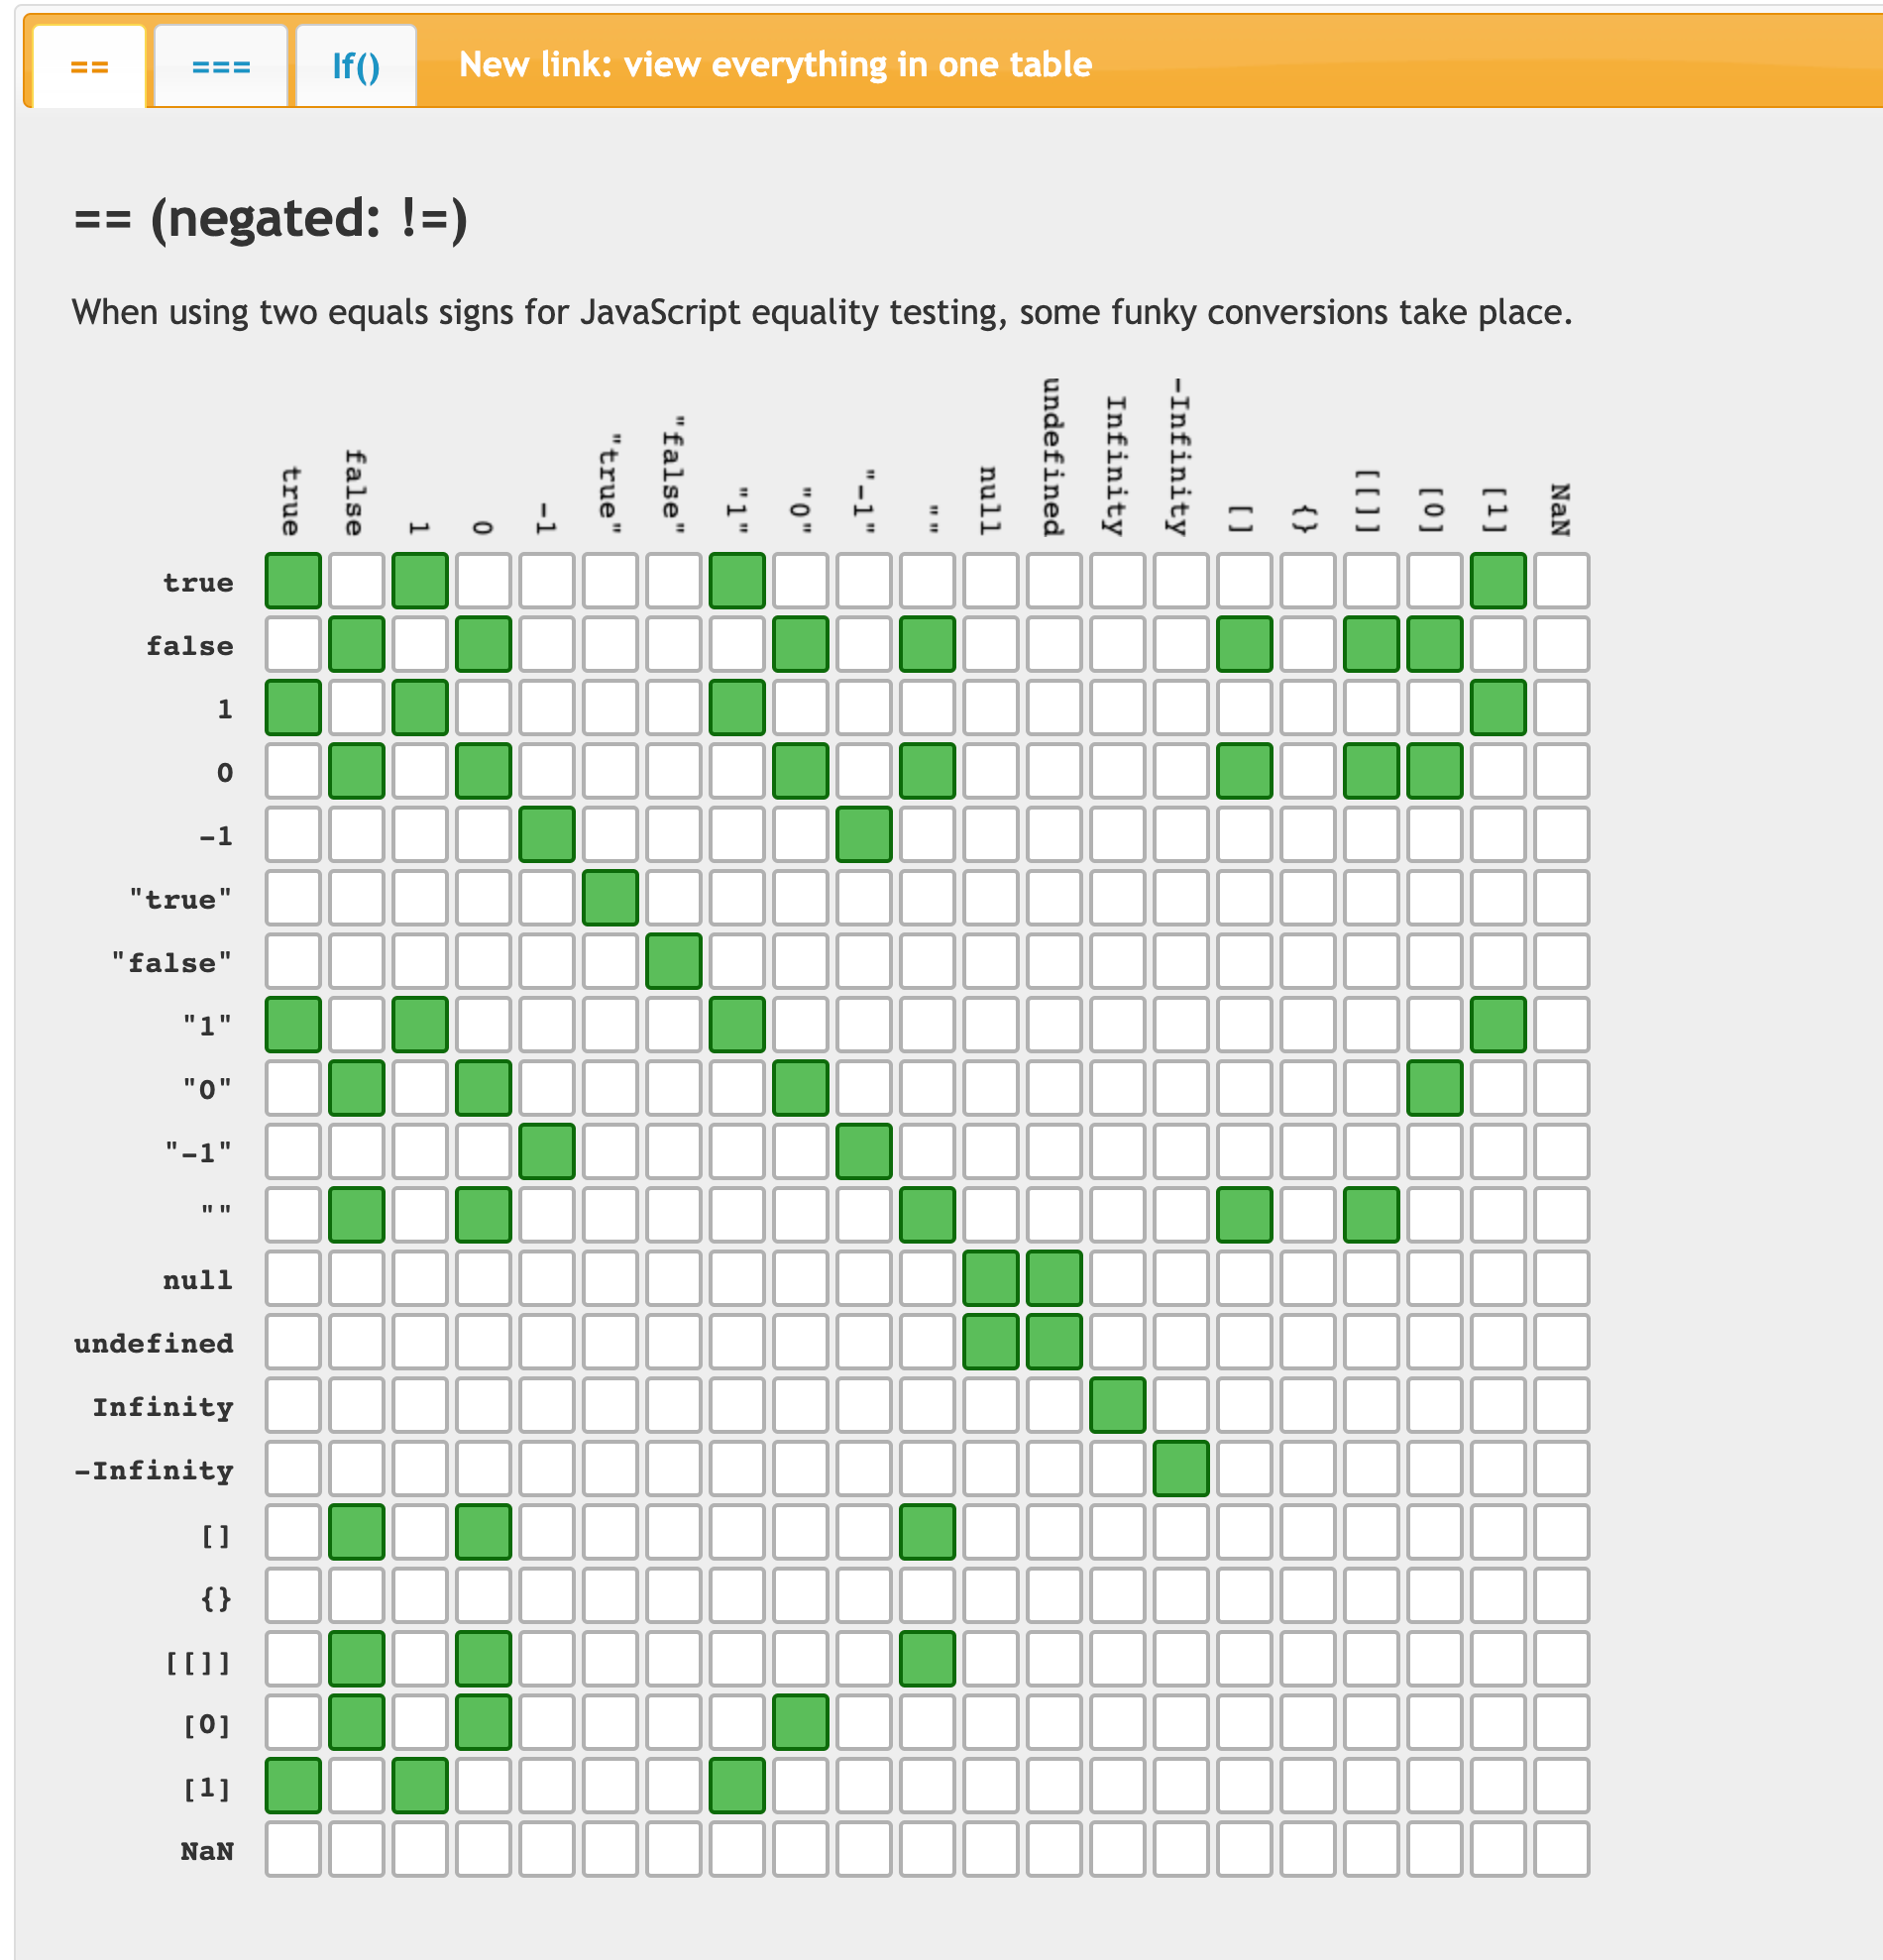 == === If() New link: view everything in one table
== (negated: !=)
When using two equals signs for JavaScript equality testing, some funky conversions take place.
true false 1 0 -1 "true" "false" "1" "0" "-1" "" null undefined Infinity -Infinity [] {} [[]] [0] [1] NaN
true
false
1
0
-1
"true"
"false"
"1"
"0"
"-1"
""
null
undefined
Infinity
-Infinity
[]
{}
[[]]
[0]
[1]
NaN